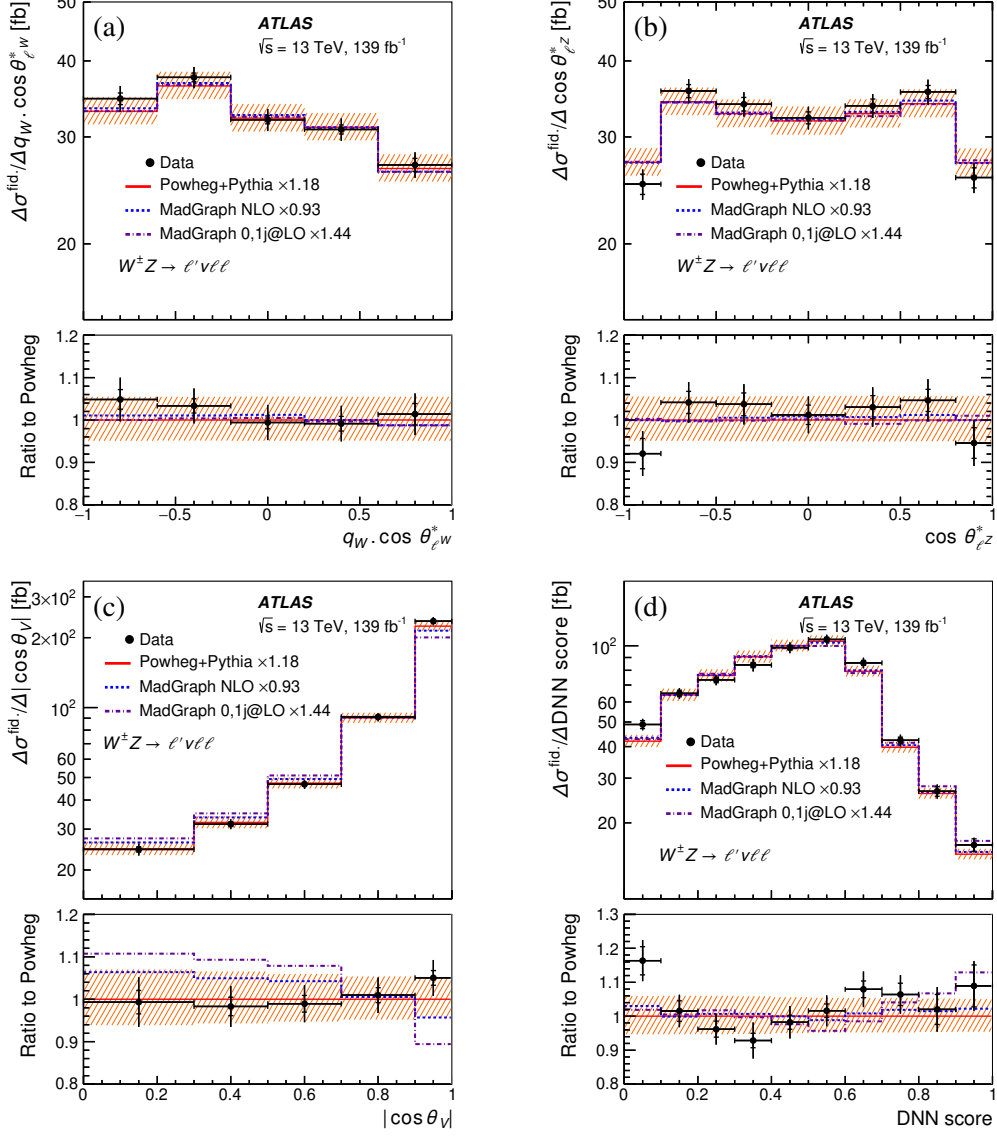 (a)
ATLAS
√s = 13 TeV, 139 fb⁻¹
Δσ^fid. /Δq_W · cos θ*_ℓW [fb]
50
40
30
20
Data
Powheg+Pythia ×1.18
MadGraph NLO ×0.93
MadGraph 0,1j@LO ×1.44
W±Z → ℓ'νℓℓ
Ratio to Powheg
1.2
1.1
1
0.9
0.8
−1
−0.5
0
0.5
1
q_W · cos θ*_ℓW
(b)
ATLAS
√s = 13 TeV, 139 fb⁻¹
Δσ^fid. /Δ cos θ*_ℓZ [fb]
50
40
30
20
Data
Powheg+Pythia ×1.18
MadGraph NLO ×0.93
MadGraph 0,1j@LO ×1.44
W±Z → ℓ'νℓℓ
Ratio to Powheg
1.2
1.1
1
0.9
0.8
−1
−0.5
0
0.5
1
cos θ*_ℓZ
(c)
ATLAS
√s = 13 TeV, 139 fb⁻¹
Δσ^fid. /Δ| cos θ_V| [fb]
3×10²
2×10²
10²
60
50
40
30
20
Data
Powheg+Pythia ×1.18
MadGraph NLO ×0.93
MadGraph 0,1j@LO ×1.44
W±Z → ℓ'νℓℓ
Ratio to Powheg
1.2
1.1
1
0.9
0.8
0
0.2
0.4
0.6
0.8
1
|cos θ_V|
(d)
ATLAS
√s = 13 TeV, 139 fb⁻¹
Δσ^fid. /ΔDNN score [fb]
10²
60
50
40
30
20
Data
Powheg+Pythia ×1.18
MadGraph NLO ×0.93
MadGraph 0,1j@LO ×1.44
W±Z → ℓ'νℓℓ
Ratio to Powheg
1.3
1.2
1.1
1
0.9
0.8
0
0.2
0.4
0.6
0.8
1
DNN score